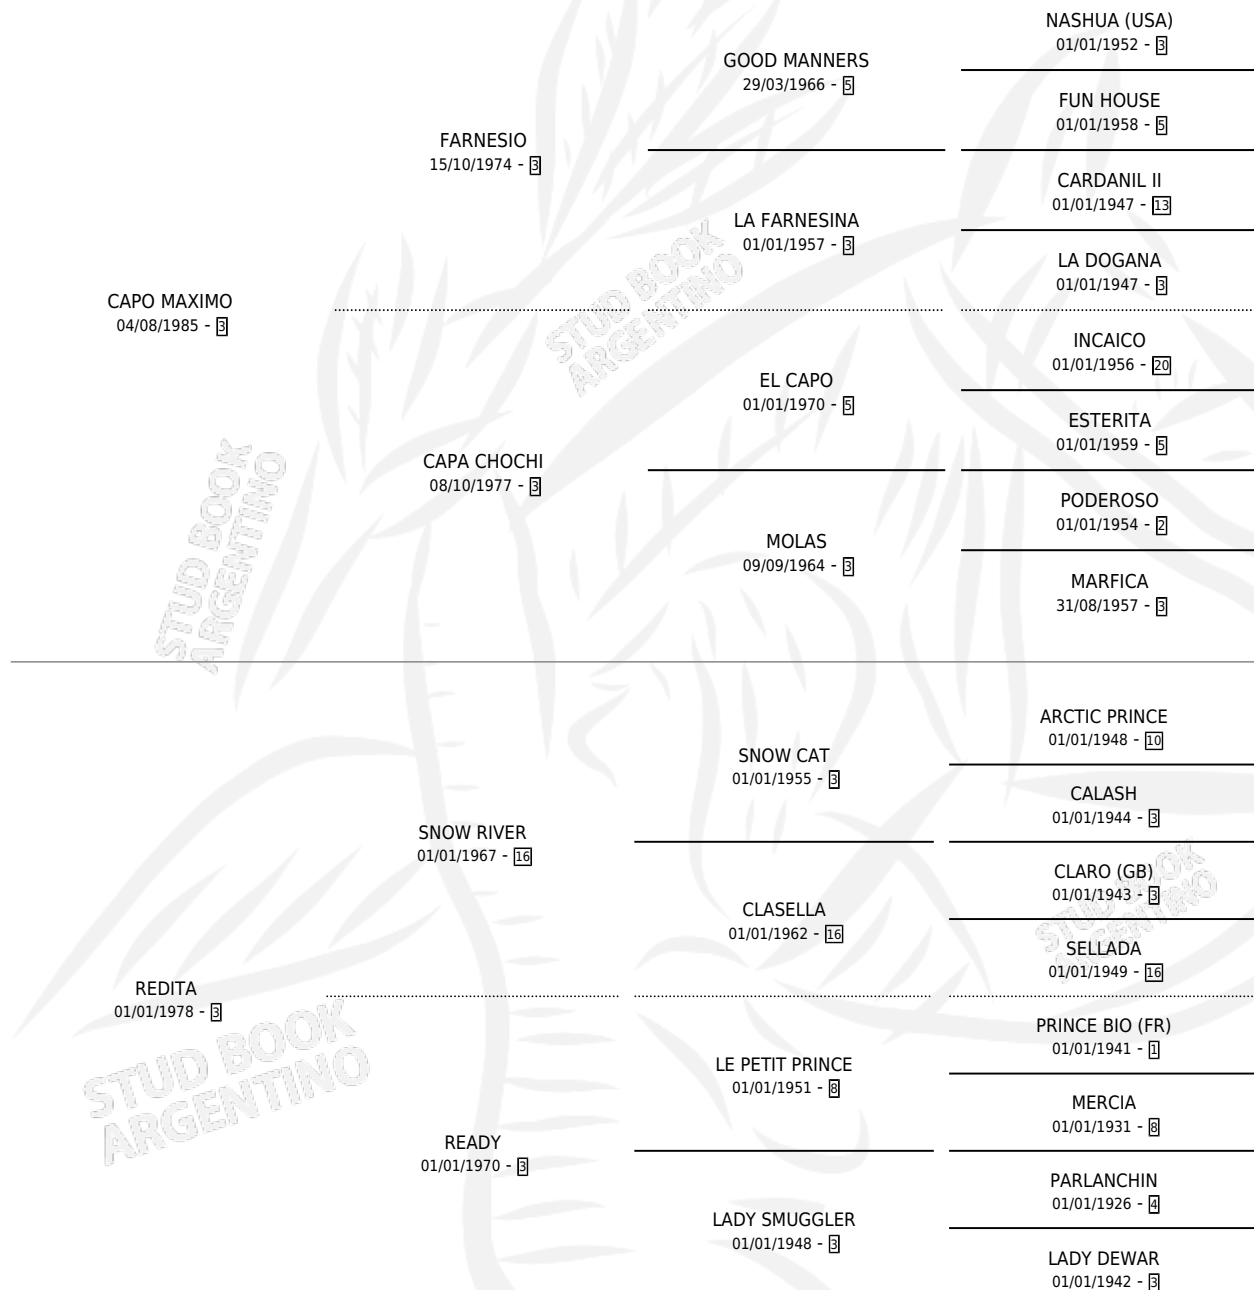 NASHUA (USA)
01/01/1952 - 3
GOOD MANNERS
29/03/1966 - 5
FUN HOUSE
01/01/1958 - 5
FARNESIO
15/10/1974 - 3
CARDANIL II
01/01/1947 - 13
LA FARNESINA
01/01/1957 - 3
LA DOGANA
01/01/1947 - 3
CAPO MAXIMO
04/08/1985 - 3
INCAICO
01/01/1956 - 20
EL CAPO
01/01/1970 - 5
ESTERITA
01/01/1959 - 5
CAPA CHOCHI
08/10/1977 - 3
PODEROSO
01/01/1954 - 2
MOLAS
09/09/1964 - 3
MARFICA
31/08/1957 - 3
STUD BOOK
ARGENTINO
STUD BOOK
ARGENTINO
ARCTIC PRINCE
01/01/1948 - 10
SNOW CAT
01/01/1955 - 3
CALASH
01/01/1944 - 3
SNOW RIVER
01/01/1967 - 16
CLARO (GB)
01/01/1943 - 3
CLASELLA
01/01/1962 - 16
SELLADA
01/01/1949 - 16
REDITA
01/01/1978 - 3
PRINCE BIO (FR)
01/01/1941 - 1
LE PETIT PRINCE
01/01/1951 - 8
MERCIA
01/01/1931 - 8
READY
01/01/1970 - 3
PARLANCHIN
01/01/1926 - 4
LADY SMUGGLER
01/01/1948 - 3
LADY DEWAR
01/01/1942 - 3
STUD BOOK
ARGENTINO
STUD BOOK
ARGENTINO